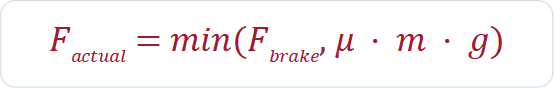 F_actual = min(F_brake, μ · m · g)